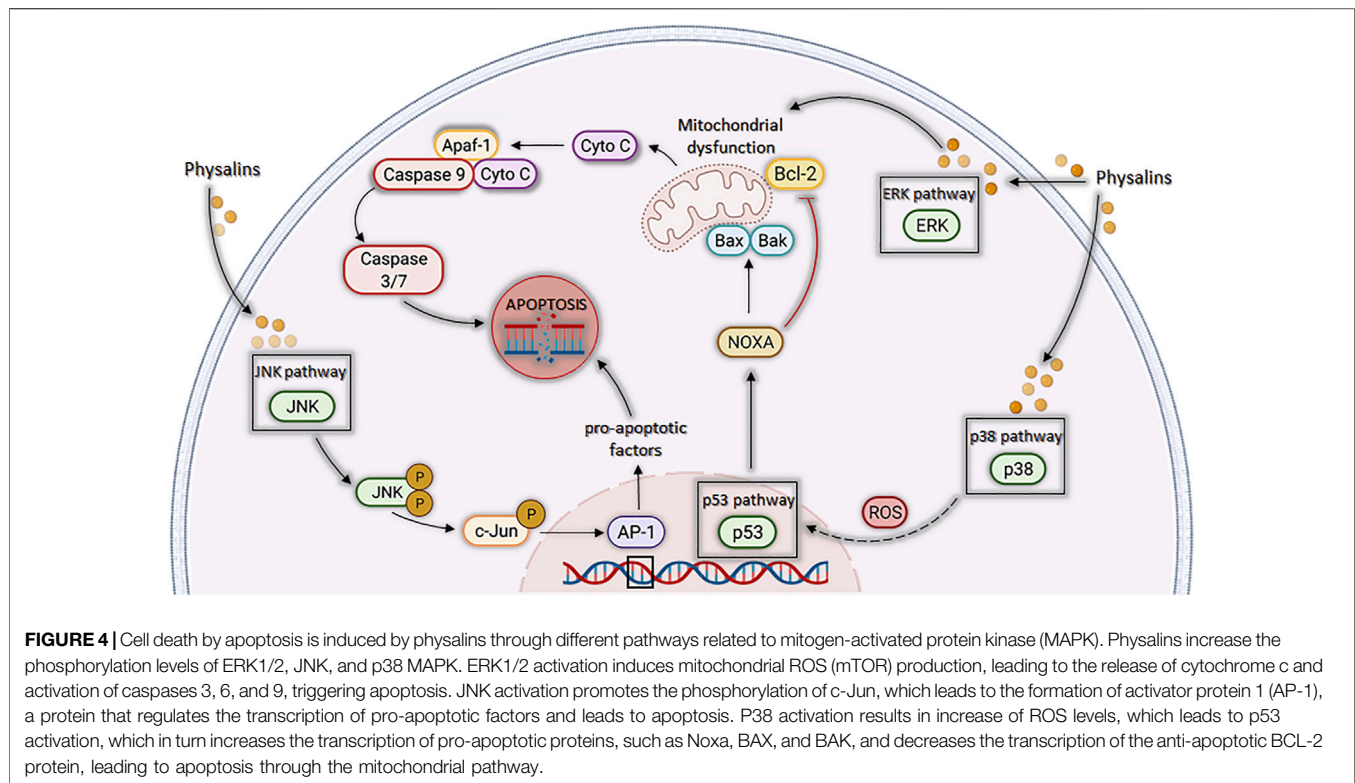 Mitochondrial
dysfunction
Apaf-1
Cyto C
Caspase 9
Cyto C
Bcl-2
Physalins
Physalins
ERK pathway
ERK
Bax
Bak
Caspase
3/7
APOPTOSIS
NOXA
JNK pathway
JNK
pro-apoptotic
factors
p38 pathway
p38
JNK
P
P
c-Jun
P
AP-1
p53 pathway
p53
ROS
FIGURE 4 | Cell death by apoptosis is induced by physalins through different pathways related to mitogen-activated protein kinase (MAPK). Physalins increase the
phosphorylation levels of ERK1/2, JNK, and p38 MAPK. ERK1/2 activation induces mitochondrial ROS (mTOR) production, leading to the release of cytochrome c and
activation of caspases 3, 6, and 9, triggering apoptosis. JNK activation promotes the phosphorylation of c-Jun, which leads to the formation of activator protein 1 (AP-1),
a protein that regulates the transcription of pro-apoptotic factors and leads to apoptosis. P38 activation results in increase of ROS levels, which leads to p53
activation, which in turn increases the transcription of pro-apoptotic proteins, such as Noxa, BAX, and BAK, and decreases the transcription of the anti-apoptotic BCL-2
protein, leading to apoptosis through the mitochondrial pathway.